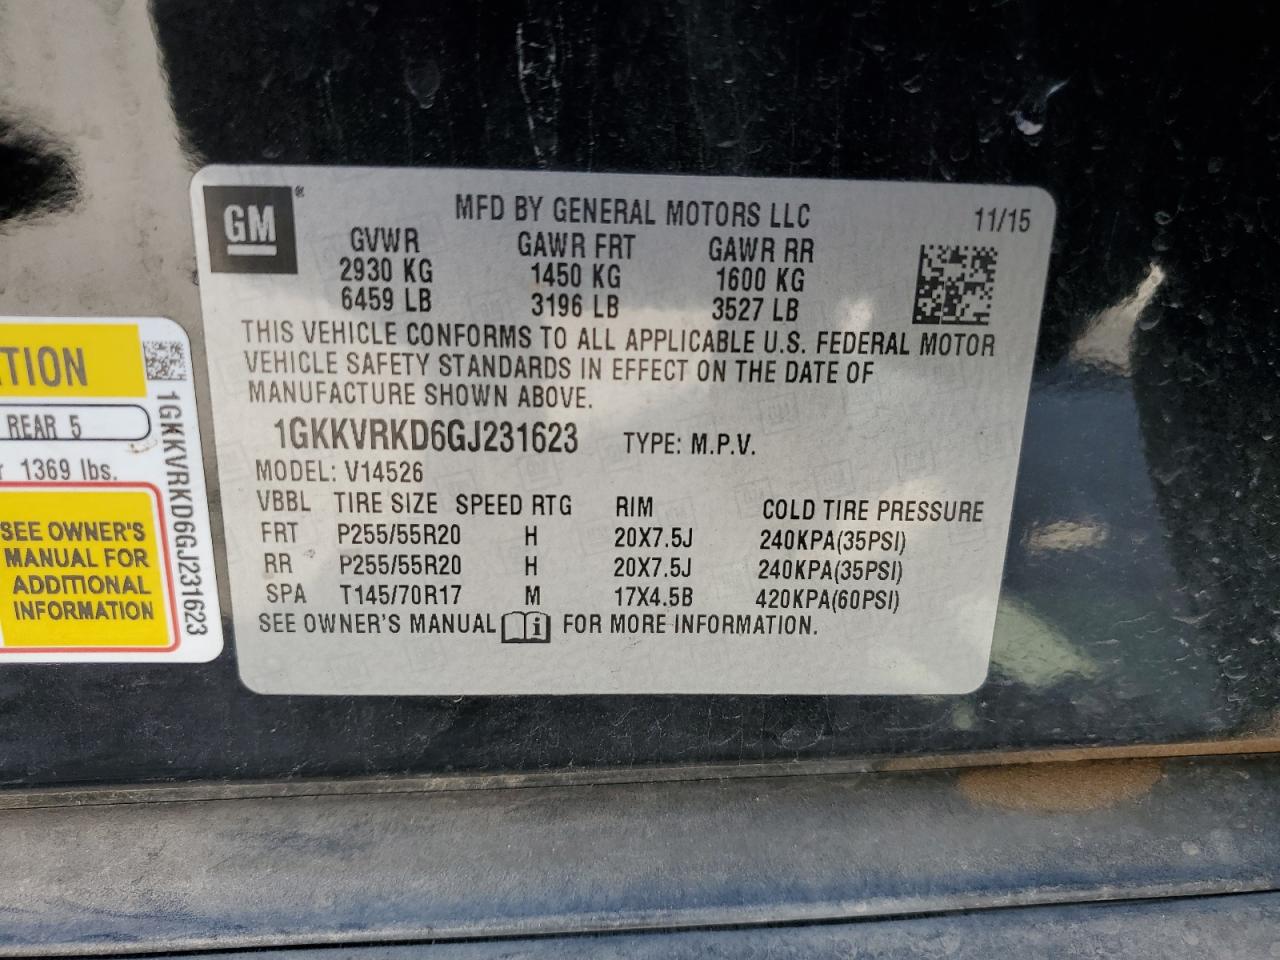 GM ®
MFD BY GENERAL MOTORS LLC 11/15
GVWR GAWR FRT GAWR RR
2930 KG 1450 KG 1600 KG
6459 LB 3196 LB 3527 LB
THIS VEHICLE CONFORMS TO ALL APPLICABLE U.S. FEDERAL MOTOR
VEHICLE SAFETY STANDARDS IN EFFECT ON THE DATE OF
MANUFACTURE SHOWN ABOVE.
1GKKVRKD6GJ231623 TYPE: M.P.V.
MODEL: V14526
VBBL TIRE SIZE SPEED RTG RIM COLD TIRE PRESSURE
FRT P255/55R20 H 20X7.5J 240KPA(35PSI)
RR P255/55R20 H 20X7.5J 240KPA(35PSI)
SPA T145/70R17 M 17X4.5B 420KPA(60PSI)
SEE OWNER'S MANUAL i FOR MORE INFORMATION.
TION
REAR 5
r 1369 lbs.
SEE OWNER'S
MANUAL FOR
ADDITIONAL
INFORMATION
1GKKVRKD6GJ231623